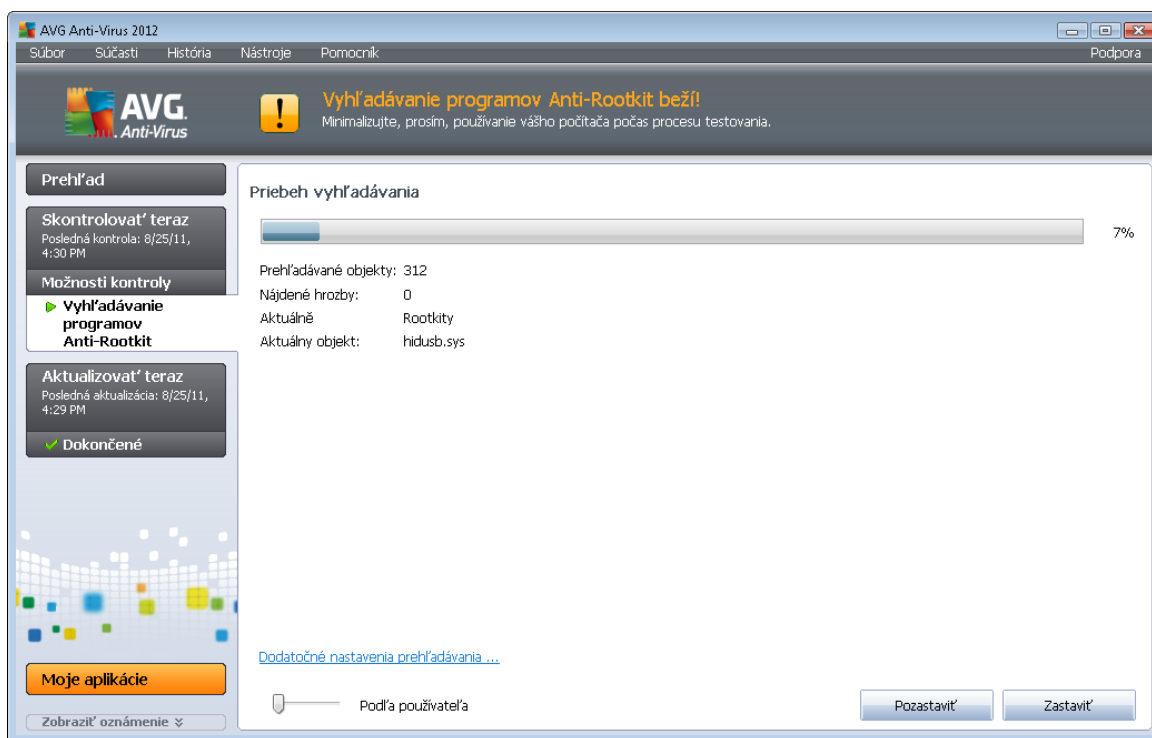 AVG Anti-Virus 2012
Súbor Súčasti História Nástroje Pomocník Podpora
AVG.
Anti-Virus
Vyhľadávanie programov Anti-Rootkit beží!
Minimalizujte, prosím, používanie vášho počítača počas procesu testovania.
Prehľad
Skontrolovať teraz
Posledná kontrola: 8/25/11,
4:30 PM
Možnosti kontroly
Vyhľadávanie
programov
Anti-Rootkit
Aktualizovať teraz
Posledná aktualizácia: 8/25/11,
4:29 PM
Dokončené
Moje aplikácie
Zobraziť oznámenie
Priebeh vyhľadávania
7%
Prehľadávané objekty: 312
Nájdené hrozby: 0
Aktuálně Rootkity
Aktuálny objekt: hidusb.sys
Dodatočné nastavenia prehľadávania ...
Podľa používateľa
Pozastaviť
Zastaviť